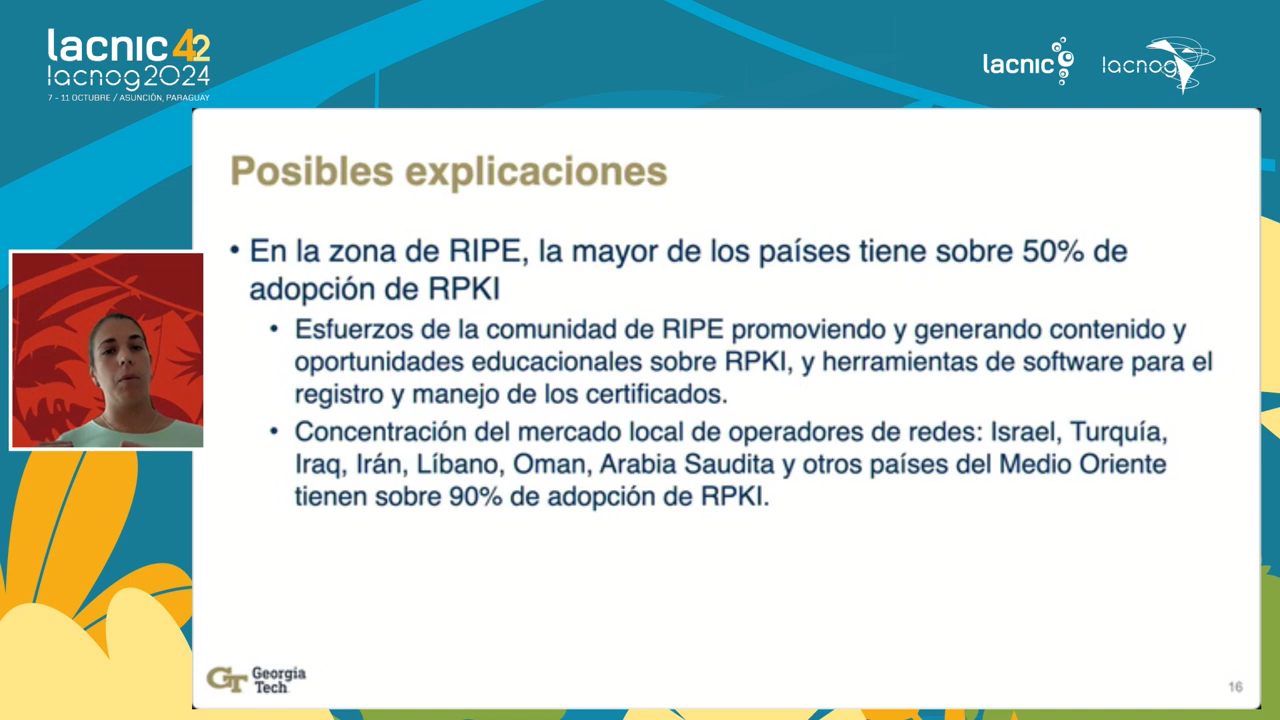 lacnic 42
lacnog2024
7 - 11 OCTUBRE / ASUNCIÓN, PARAGUAY
lacnic
lacnog
Posibles explicaciones
• En la zona de RIPE, la mayor de los países tiene sobre 50% de
adopción de RPKI
• Esfuerzos de la comunidad de RIPE promoviendo y generando contenido y
oportunidades educacionales sobre RPKI, y herramientas de software para el
registro y manejo de los certificados.
• Concentración del mercado local de operadores de redes: Israel, Turquía,
Iraq, Irán, Líbano, Oman, Arabia Saudita y otros países del Medio Oriente
tienen sobre 90% de adopción de RPKI.
GT Georgia
Tech
16